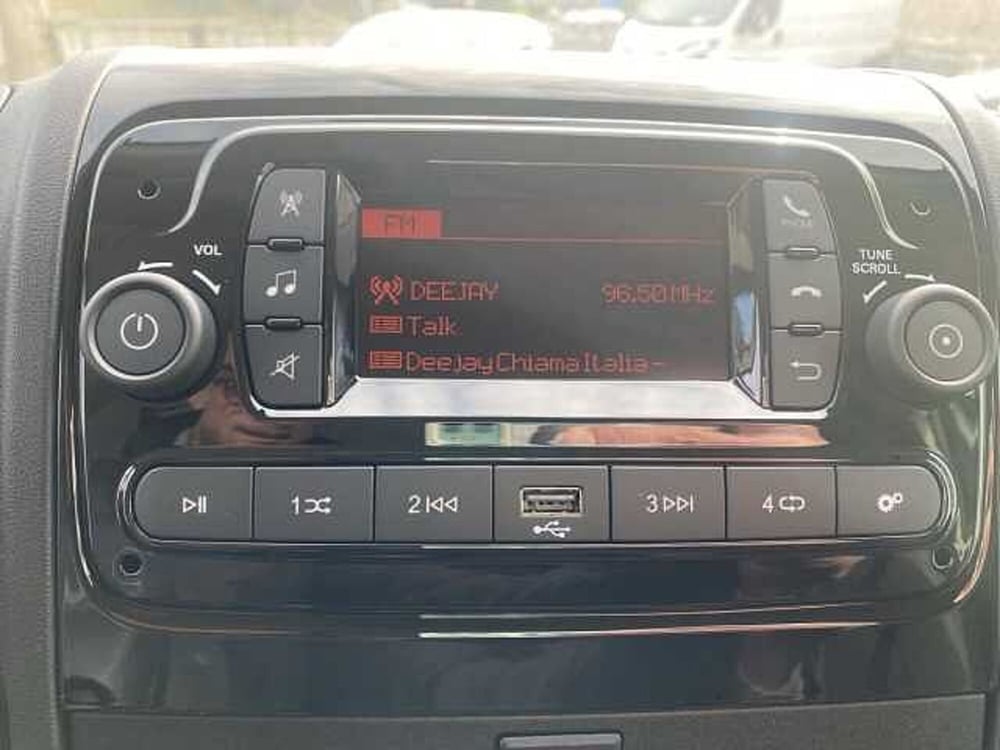 VOL
FM
TUNE
SCROLL
DEEJAY 96.50 MHz
Talk
Deejay Chiama Italia -
1
2
3
4